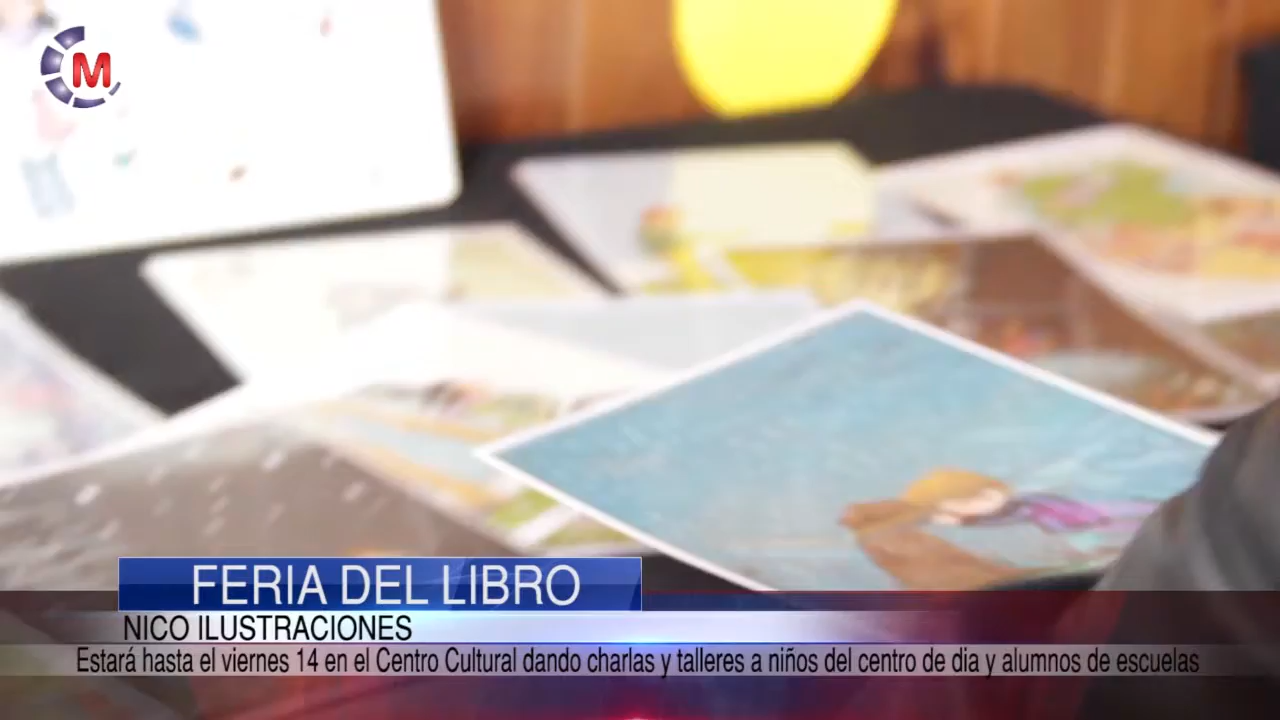 M
FERIA DEL LIBRO
NICO ILUSTRACIONES
Estará hasta el viernes 14 en el Centro Cultural dando charlas y talleres a niños del centro de dia y alumnos de escuelas